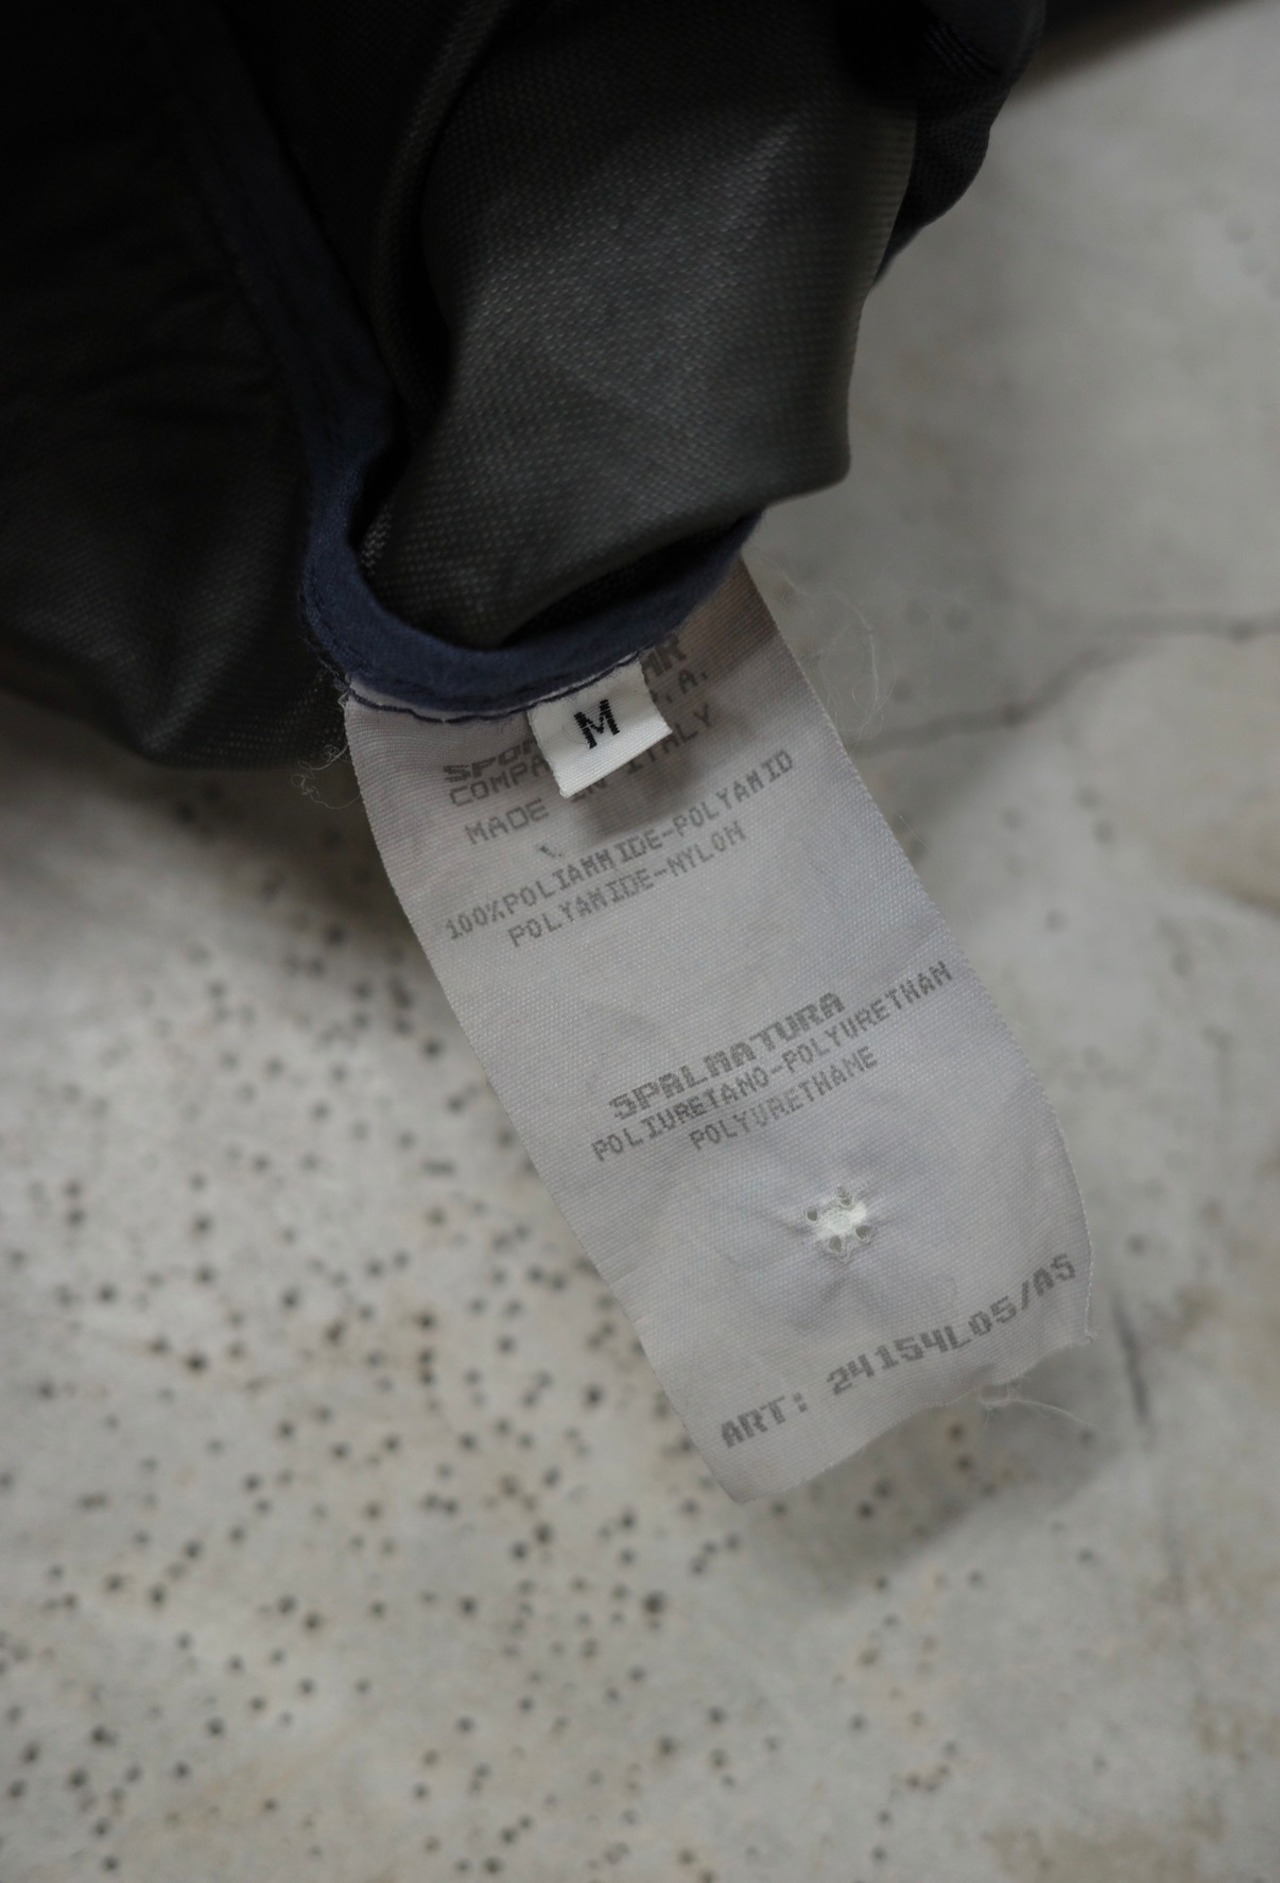 M
MADE IN ITALY
100%POLIAMMIDE-POLYAMID
POLYAMIDE-NYLON
SPALMATURA
POLIURETANO-POLYURETHAN
POLYURETHANE
ART: 24154L05/A5